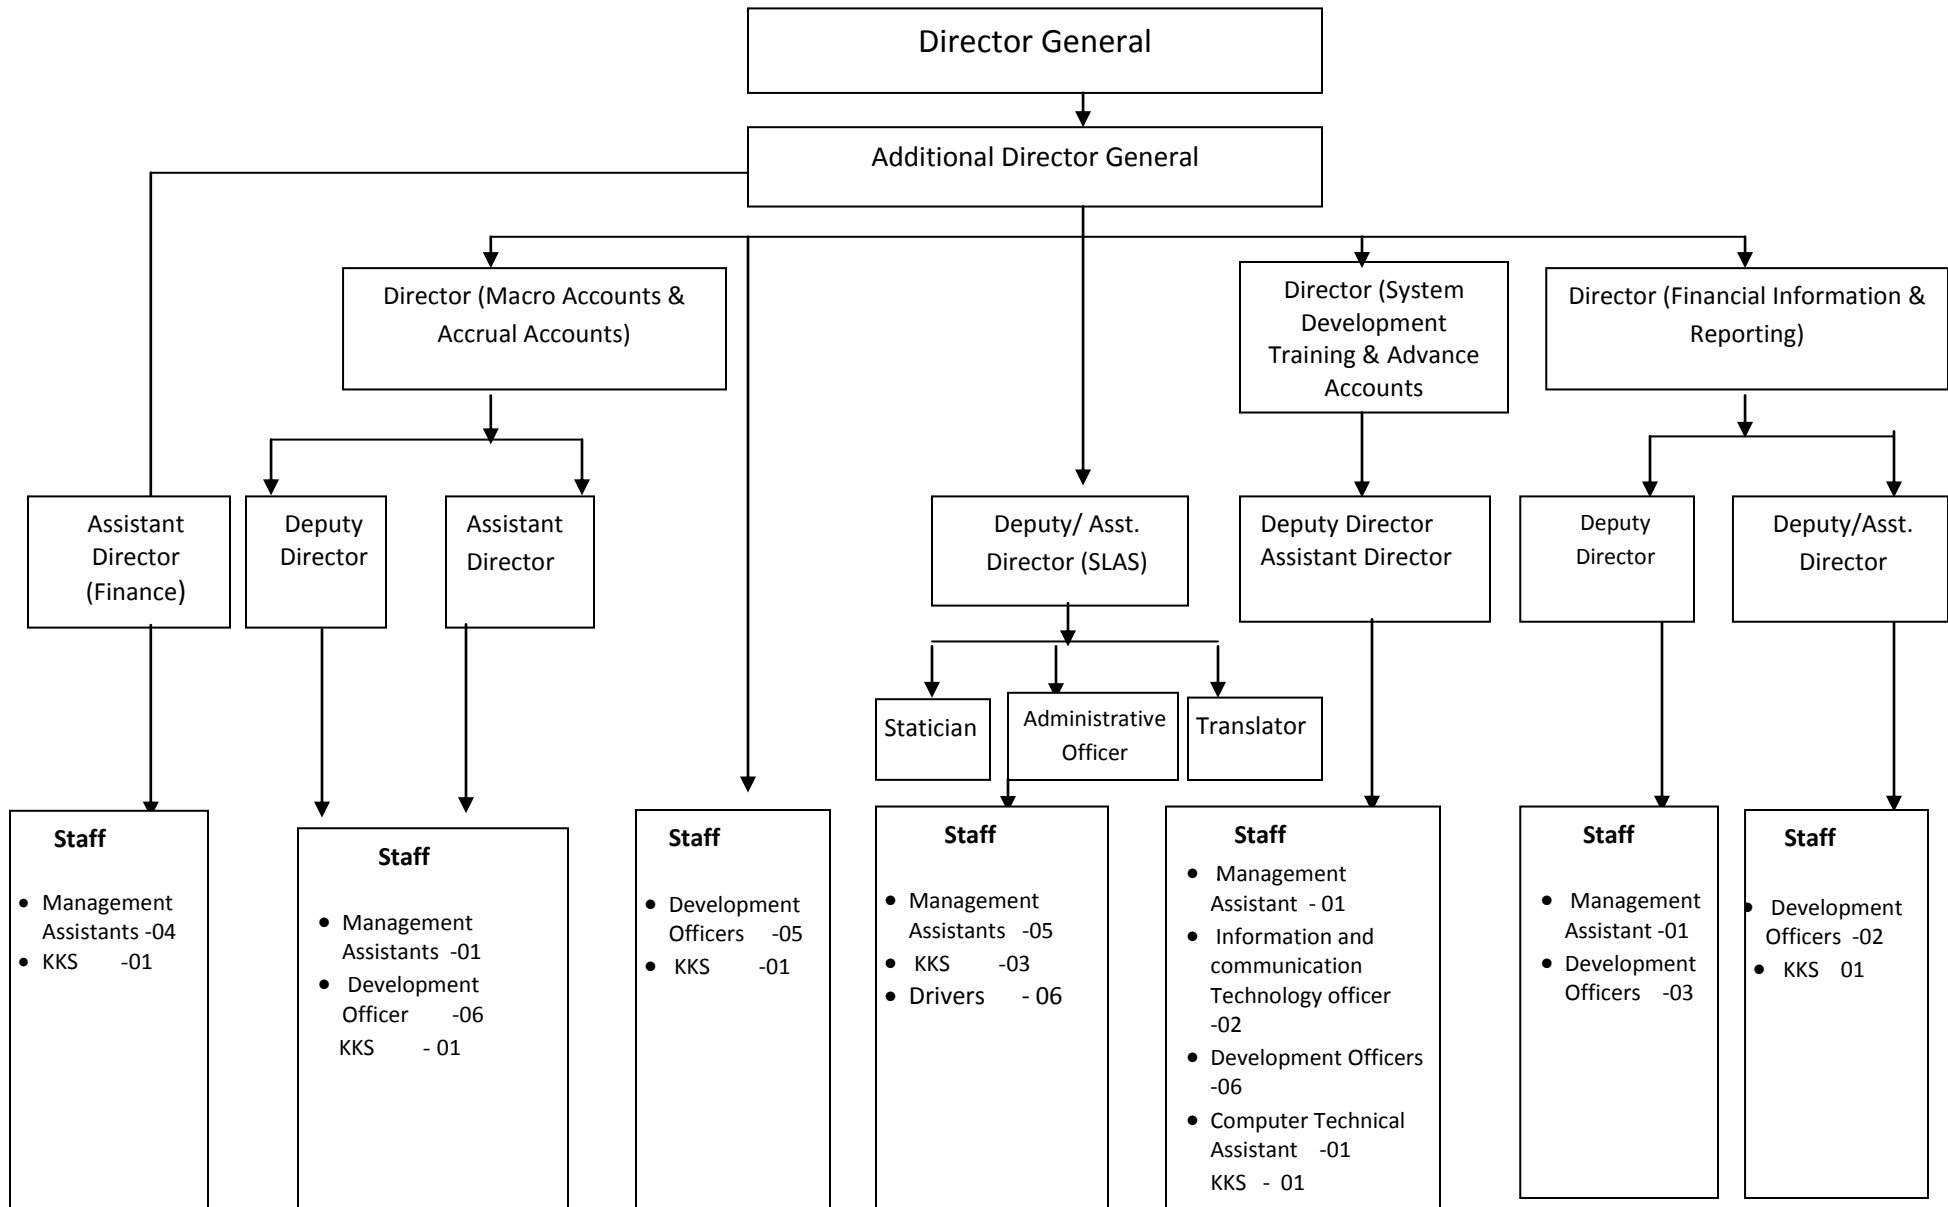 Director General
Additional Director General
Director (Macro Accounts &
Accrual Accounts)
Director (System
Development
Training & Advance
Accounts
Director (Financial Information &
Reporting)
Assistant
Director
(Finance)
Deputy
Director
Assistant
Director
Deputy/ Asst.
Director (SLAS)
Deputy Director
Assistant Director
Deputy
Director
Deputy/Asst.
Director
Statician
Administrative
Officer
Translator
Staff
• Management
Assistants -04
• KKS -01
Staff
• Management
Assistants -01
• Development
Officer -06
KKS - 01
Staff
• Development
Officers -05
• KKS -01
Staff
• Management
Assistants -05
• KKS -03
• Drivers - 06
Staff
• Management
Assistant - 01
• Information and
communication
Technology officer
-02
• Development Officers
-06
• Computer Technical
Assistant -01
KKS - 01
Staff
• Management
Assistant -01
• Development
Officers -03
Staff
• Development
Officers -02
• KKS 01